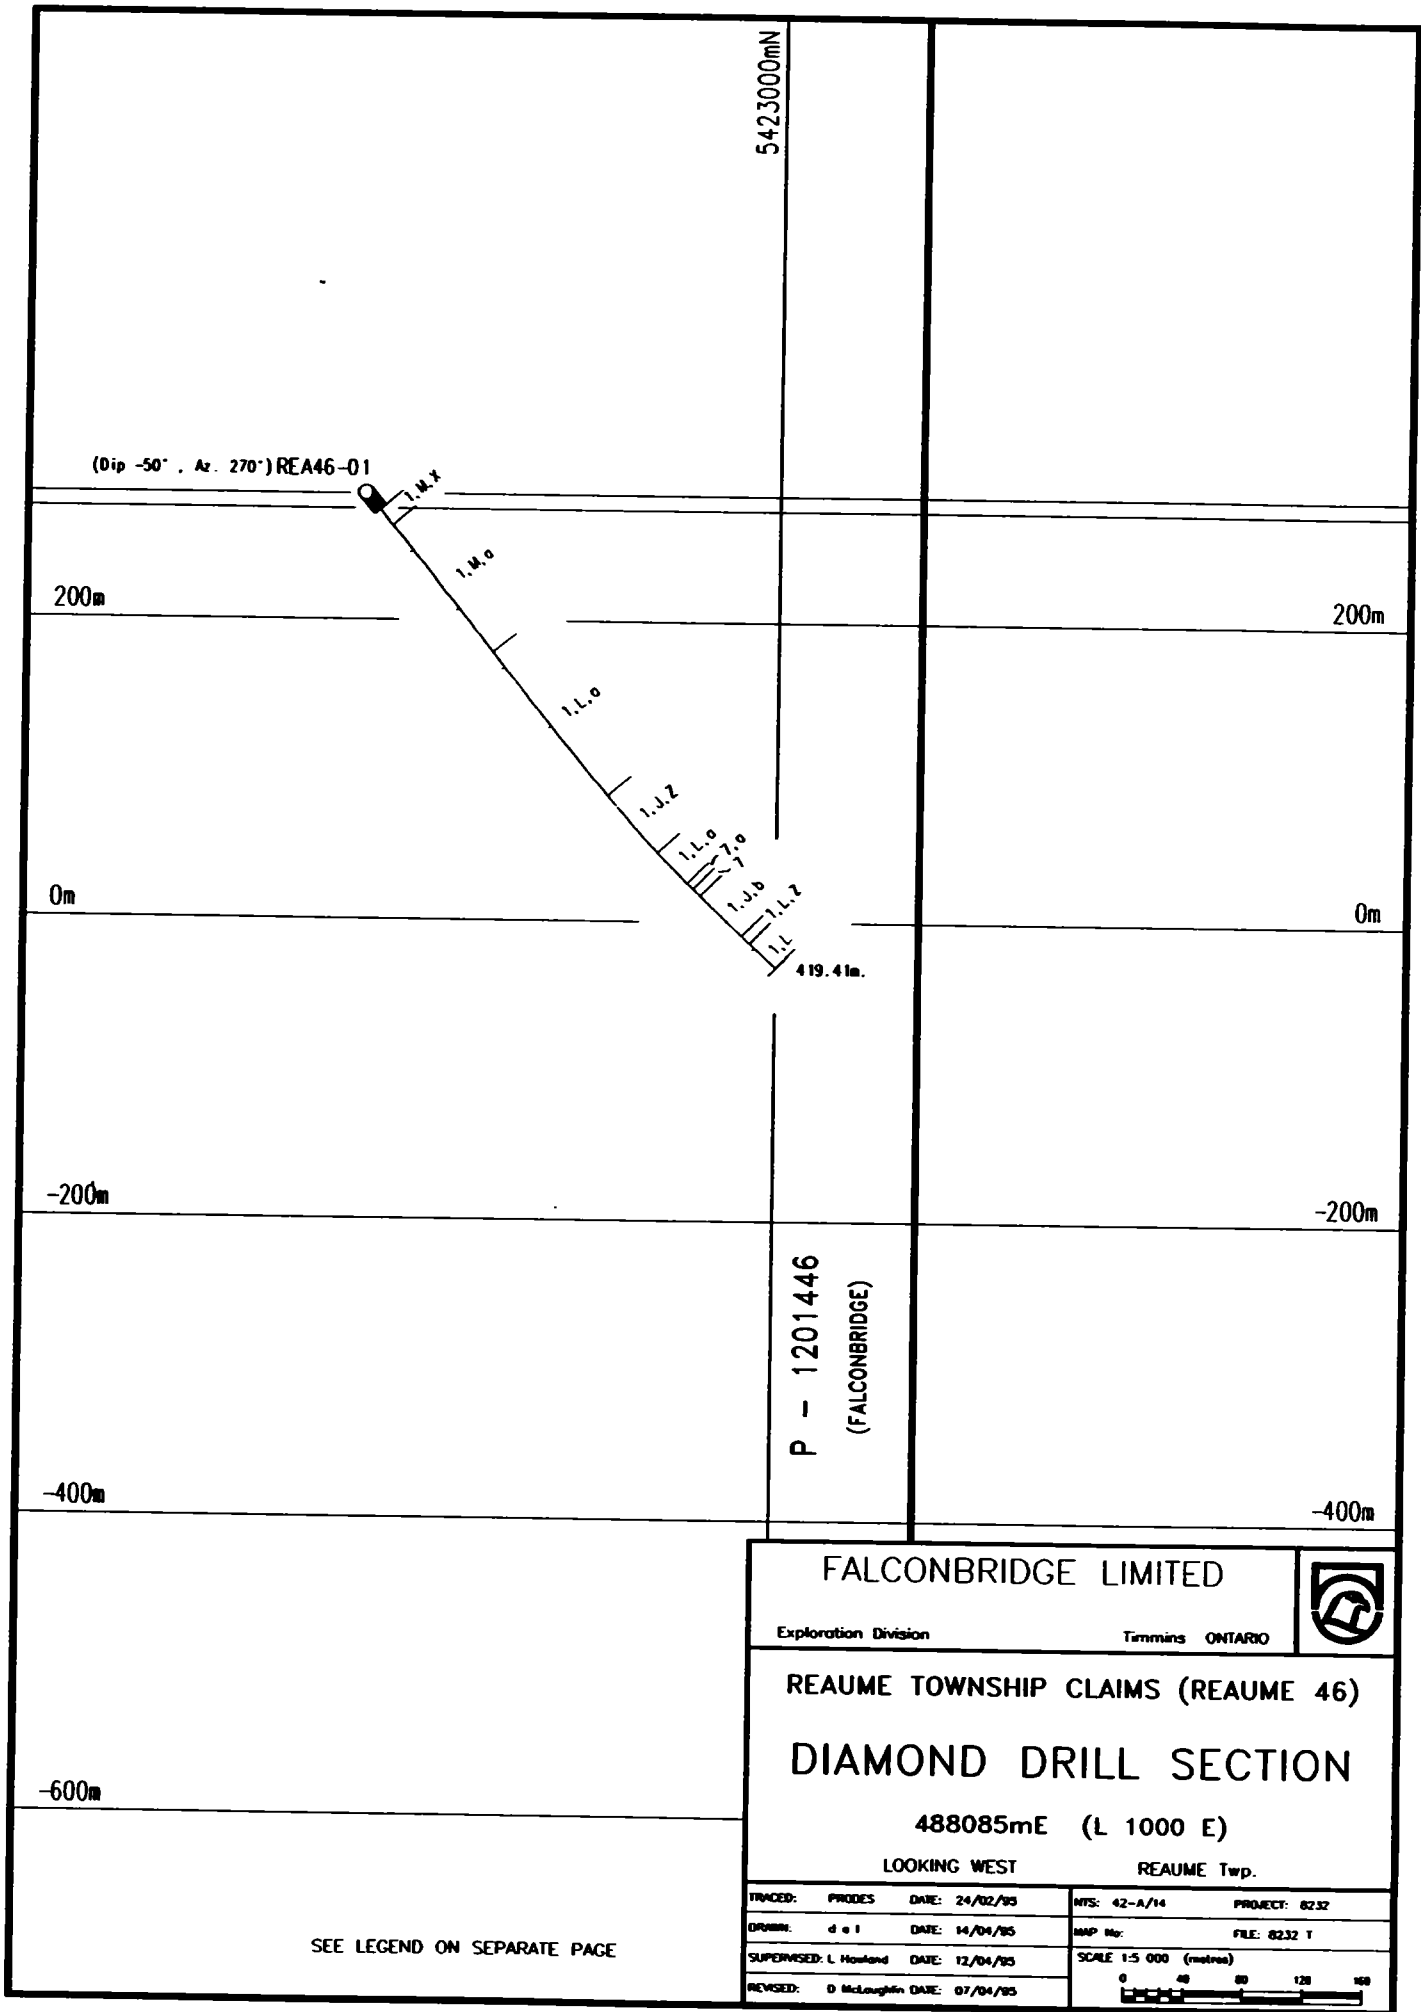 5423000mN
(Dip -50° , Az. 270°) REA46-01
1,M,X
1,M,a
200m
200m
1,L,a
1,J,Z
1,L,a
7,a
7
1,J,b
1,L,Z
1,L
0m
0m
419.41m.
-200m
-200m
P - 1201446
(FALCONBRIDGE)
-400m
-400m
FALCONBRIDGE LIMITED
Exploration Division Timmins ONTARIO
REAUME TOWNSHIP CLAIMS (REAUME 46)
DIAMOND DRILL SECTION
-600m
488085mE (L 1000 E)
LOOKING WEST REAUME Twp.
TRACED: PRODES DATE: 24/02/95 NTS: 42-A/14 PROJECT: 8232
DRAWN: d e l DATE: 14/04/95 MAP No: FILE: 8232 T
SUPERVISED: L Howland DATE: 12/04/95 SCALE 1:5 000 (metres)
REVISED: D McLaughlin DATE: 07/04/95 0 40 80 120 160
SEE LEGEND ON SEPARATE PAGE